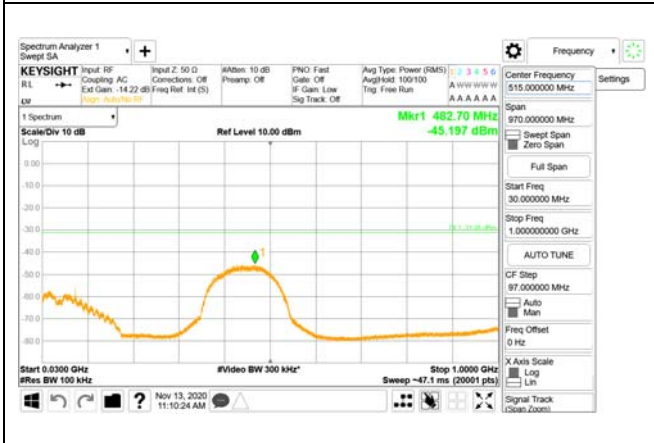 Spectrum Analyzer 1
Swept SA
+
Frequency
KEYSIGHT
RL
Input: RF
Coupling: AC
Ext Gain: -14.22 dB
Align: Auto/No RF
Input Z: 50 Ω
Corrections: Off
Freq Ref: Int (S)
#Atten: 10 dB
Preamp: Off
PNO: Fast
Gate: Off
IF Gain: Low
Sig Track: Off
Avg Type: Power (RMS)
Avg|Hold: 100/100
Trig: Free Run
1 2 3 4 5 6
A W W W W W
A A A A A A
1 Spectrum
Scale/Div 10 dB
Log
Ref Level 10.00 dBm
Mkr1 482.70 MHz
-45.197 dBm
0.00
-10.0
-20.0
-30.0
-40.0
-50.0
-60.0
-70.0
-80.0
1
Start 0.0300 GHz
#Res BW 100 kHz
#Video BW 300 kHz*
Stop 1.0000 GHz
Sweep ~47.1 ms (20001 pts)
Nov 13, 2020
11:10:24 AM
?
Center Frequency
515.000000 MHz
Settings
Span
970.000000 MHz
Swept Span
Zero Span
Full Span
Start Freq
30.000000 MHz
Stop Freq
1.000000000 GHz
AUTO TUNE
CF Step
97.000000 MHz
Auto
Man
Freq Offset
0 Hz
X Axis Scale
Log
Lin
Signal Track
(Span Zoom)